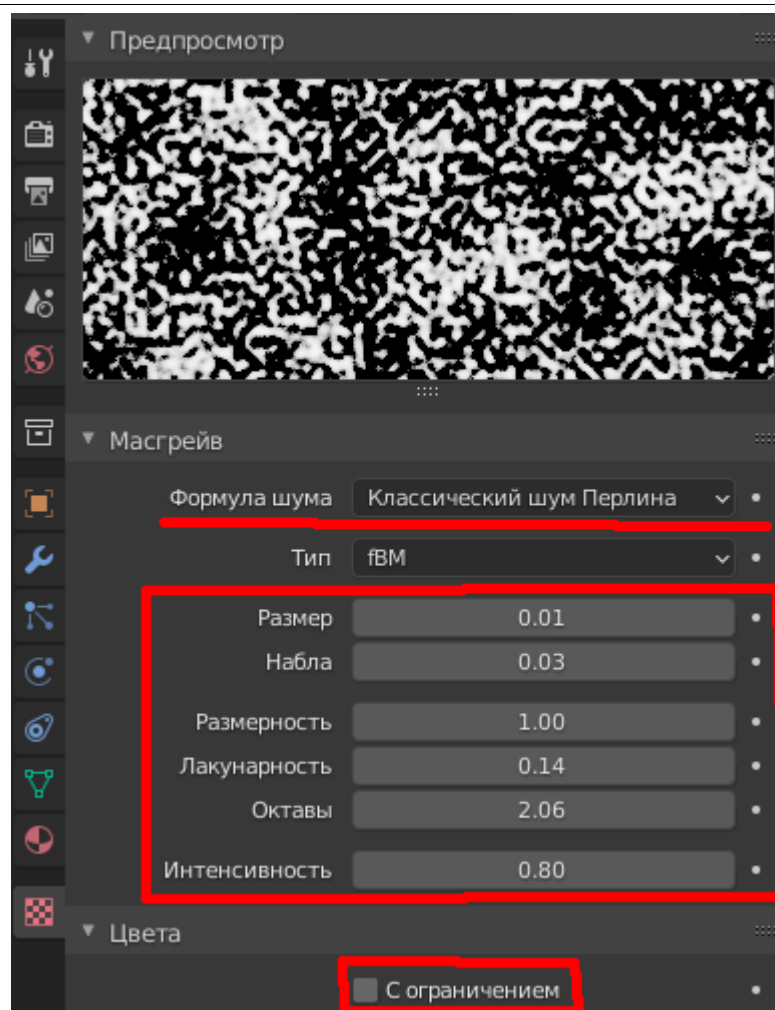 Предпросмотр
Масгрейв
Формула шума Классический шум Перлина
Тип fBM
Размер 0.01
Набла 0.03
Размерность 1.00
Лакунарность 0.14
Октавы 2.06
Интенсивность 0.80
Цвета
С ограничением